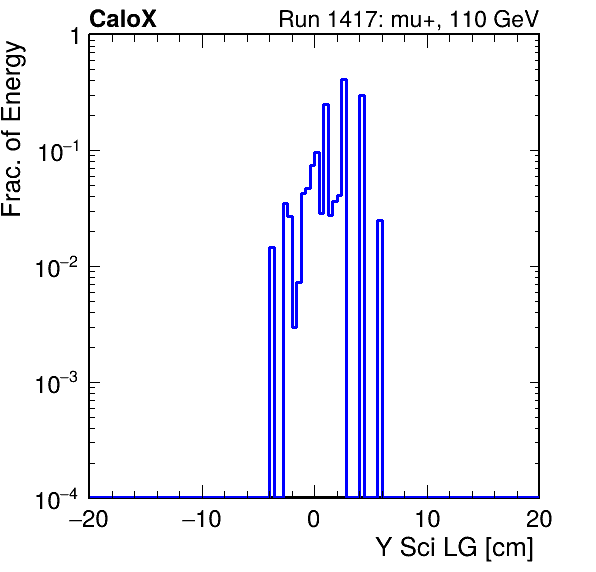 CaloX Run 1417: mu+, 110 GeV
Frac. of Energy
1
10⁻¹
10⁻²
10⁻³
10⁻⁴
−20 −10 0 10 20
Y Sci LG [cm]